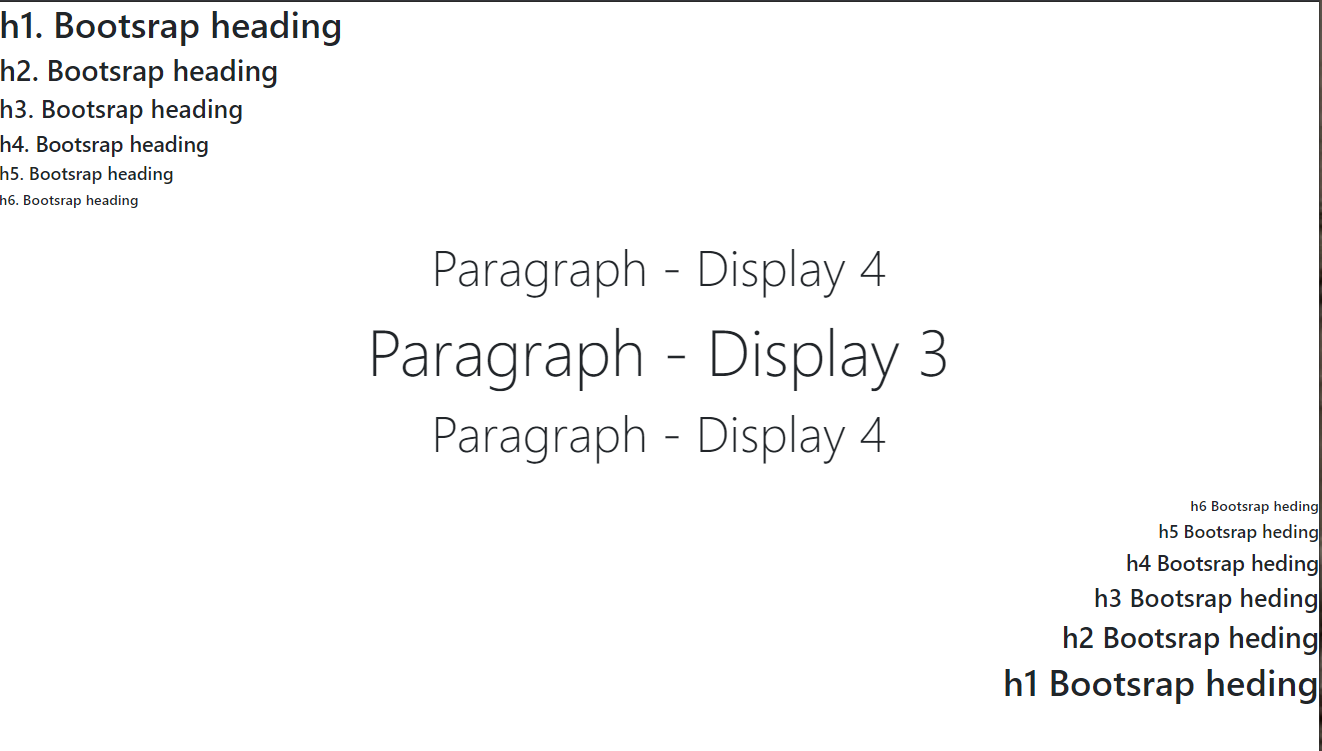 h1. Bootsrap heading
h2. Bootsrap heading
h3. Bootsrap heading
h4. Bootsrap heading
h5. Bootsrap heading
h6. Bootsrap heading
Paragraph - Display 4
Paragraph - Display 3
Paragraph - Display 4
h6 Bootsrap heding
h5 Bootsrap heding
h4 Bootsrap heding
h3 Bootsrap heding
h2 Bootsrap heding
h1 Bootsrap heding